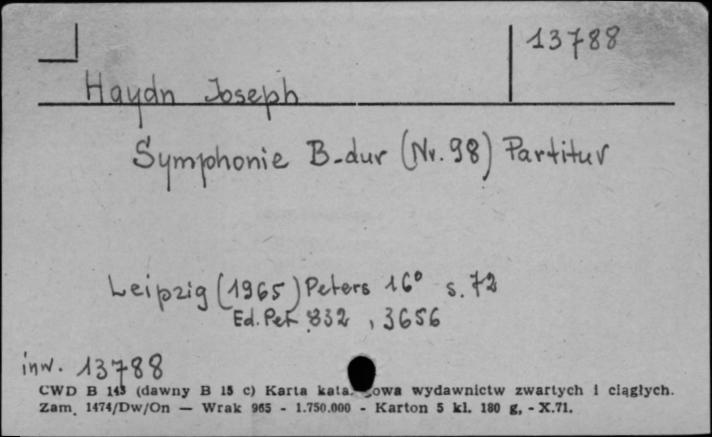 13788
Haydn Joseph
Symphonie B-dur (Nr. 98) Partitur
Leipzig (1965) Peters 16° s. 72
Ed. Pet. 832, 3656
inw. 13788
CWD B 143 (dawny B 15 c) Karta wydawnictw zwartych i ciągłych.
Zam. 1474/Dw/On — Wrak 965 - 1.750.000 - Karton 5 kl. 180 g, - X.71.